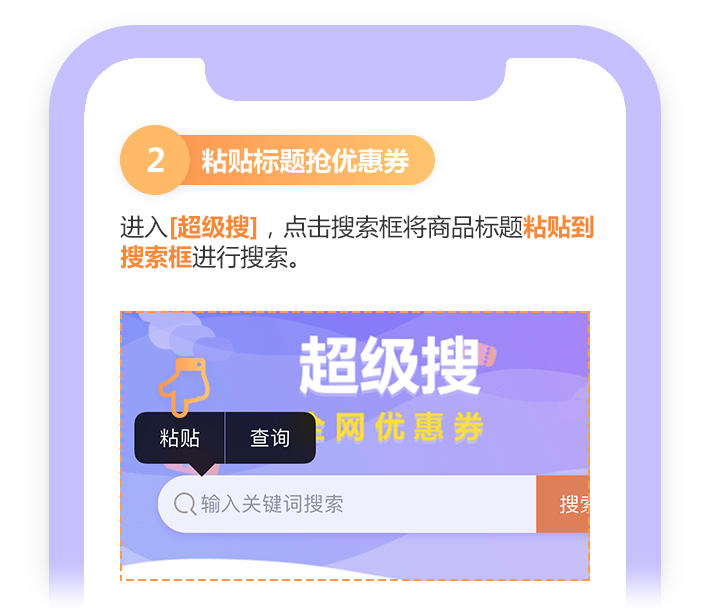 2
粘贴标题抢优惠券
进入[超级搜]，点击搜索框将商品标题粘贴到
搜索框进行搜索。
超级搜
全网优惠券
粘贴 查询
输入关键词搜索 搜索